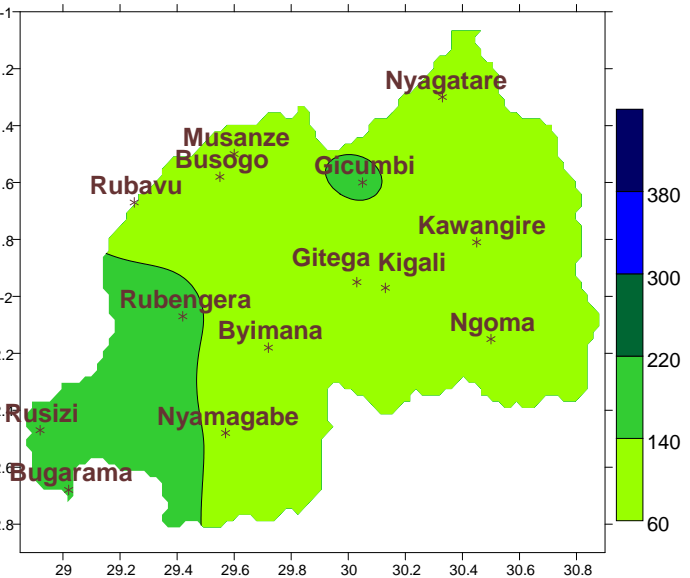 -1
.2
Nyagatare
.4
Musanze
Busogo
Gicumbi
.6
Rubavu
380
.8
Kawangire
Gitega
Kigali
300
-2
Rubengera
Byimana
Ngoma
.2
220
.4
Rusizi
Nyamagabe
140
2.6
Bugarama
2.8
60
29 29.2 29.4 29.6 29.8 30 30.2 30.4 30.6 30.8